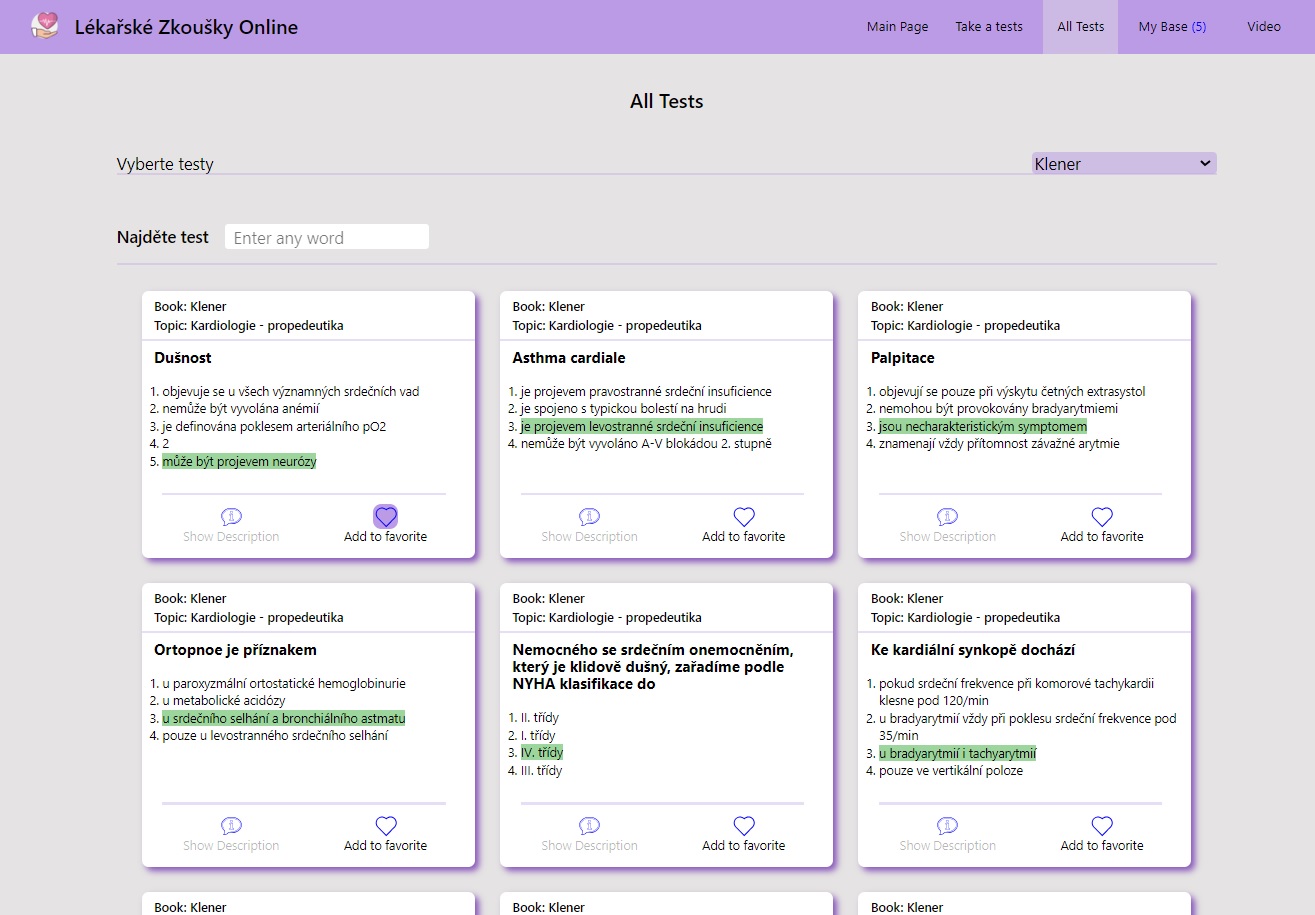 Lékařské Zkoušky Online
Main Page
Take a tests
All Tests
My Base (5)
Video
All Tests
Vyberte testy
Klener
Najděte test
Enter any word
Book: Klener
Topic: Kardiologie - propedeutika
Dušnost
1. objevuje se u všech významných srdečních vad
2. nemůže být vyvolána anémií
3. je definována poklesem arteriálního pO2
4. 2
5. může být projevem neurózy
Show Description
Add to favorite
Book: Klener
Topic: Kardiologie - propedeutika
Asthma cardiale
1. je projevem pravostranné srdeční insuficience
2. je spojeno s typickou bolestí na hrudi
3. je projevem levostranné srdeční insuficience
4. nemůže být vyvoláno A-V blokádou 2. stupně
Show Description
Add to favorite
Book: Klener
Topic: Kardiologie - propedeutika
Palpitace
1. objevují se pouze při výskytu četných extrasystol
2. nemohou být provokovány bradyarytmiemi
3. jsou necharakteristickým symptomem
4. znamenají vždy přítomnost závažné arytmie
Show Description
Add to favorite
Book: Klener
Topic: Kardiologie - propedeutika
Ortopnoe je příznakem
1. u paroxyzmální ortostatické hemoglobinurie
2. u metabolické acidózy
3. u srdečního selhání a bronchiálního astmatu
4. pouze u levostranného srdečního selhání
Show Description
Add to favorite
Book: Klener
Topic: Kardiologie - propedeutika
Nemocného se srdečním onemocněním,
který je klidově dušný, zařadíme podle
NYHA klasifikace do
1. II. třídy
2. I. třídy
3. IV. třídy
4. III. třídy
Show Description
Add to favorite
Book: Klener
Topic: Kardiologie - propedeutika
Ke kardiální synkopě dochází
1. pokud srdeční frekvence při komorové tachykardii
klesne pod 120/min
2. u bradyarytmií vždy při poklesu srdeční frekvence pod
35/min
3. u bradyarytmií i tachyarytmií
4. pouze ve vertikální poloze
Show Description
Add to favorite
Book: Klener
Book: Klener
Book: Klener